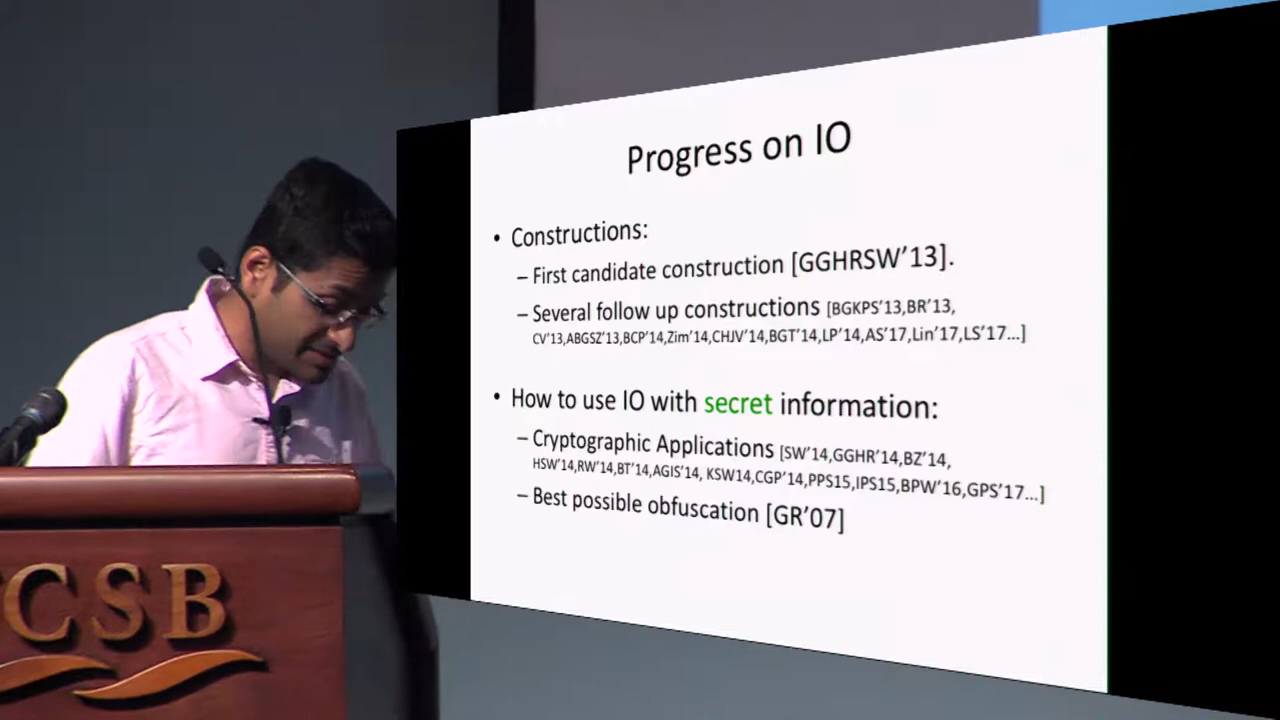 Progress on IO
• Constructions:
– First candidate construction [GGHRSW’13].
– Several follow up constructions [BGKPS’13,BR’13,
CV’13,ABGSZ’13,BCP’14,Zim’14,CHJV’14,BGT’14,LP’14,AS’17,Lin’17,LS’17...]
• How to use IO with secret information:
– Cryptographic Applications [SW’14,GGHR’14,BZ’14,
HSW’14,RW’14,BT’14,AGIS’14, KSW14,CGP’14,PPS15,IPS15,BPW’16,GPS’17...]
– Best possible obfuscation [GR’07]
CSB